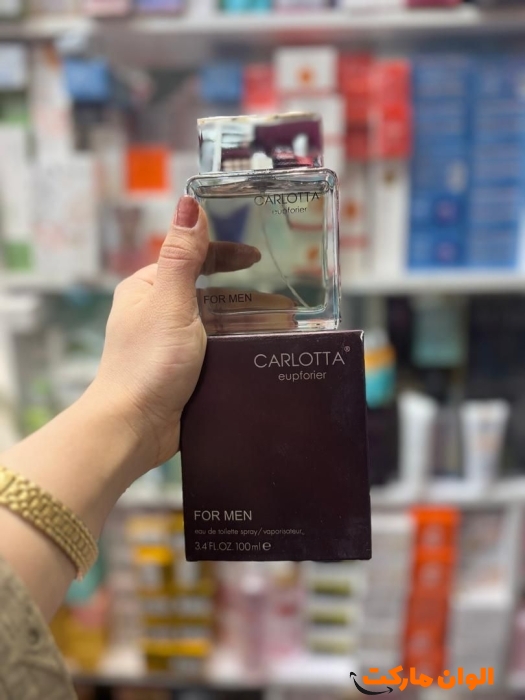 CARLOTTA
eupforier
FOR MEN
CARLOTTA®
eupforier
FOR MEN
eau de toilette spray/vaporisateur
3.4 FL.OZ. 100ml e
الوان مارکت